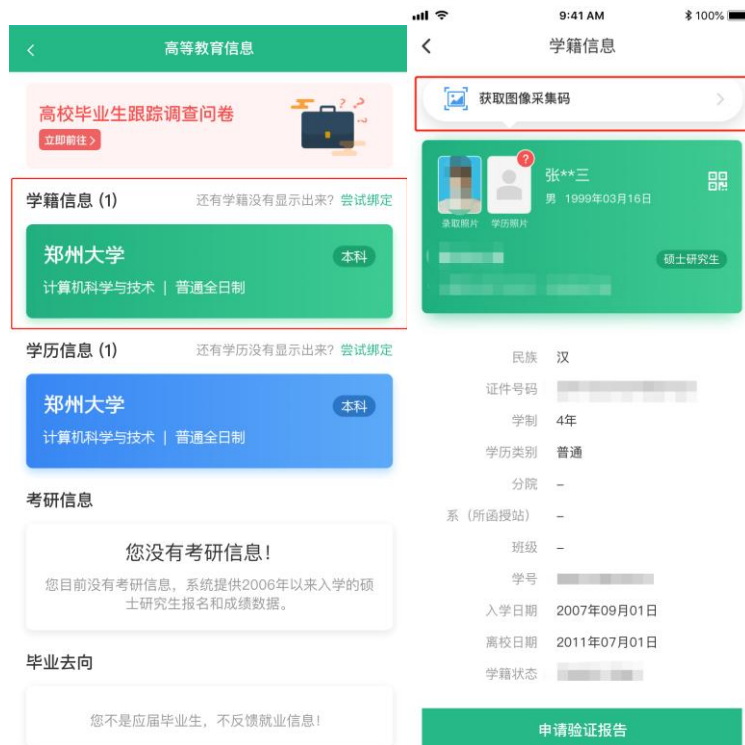 高等教育信息
高校毕业生跟踪调查问卷
立即前往 >
学籍信息 (1)
还有学籍没有显示出来? 尝试绑定
郑州大学
本科
计算机科学与技术 | 普通全日制
学历信息 (1)
还有学历没有显示出来? 尝试绑定
郑州大学
本科
计算机科学与技术 | 普通全日制
考研信息
您没有考研信息!
您目前没有考研信息，系统提供2006年以来入学的硕
士研究生报名和成绩数据。
毕业去向
您不是应届毕业生，不反馈就业信息!
9:41 AM
100%
学籍信息
获取图像采集码
?
张**三
男 1999年03月16日
录取照片 学历照片
硕士研究生
民族 汉
证件号码
学制 4年
学历类别 普通
分院 –
系（所函授站） –
班级 –
学号
入学日期 2007年09月01日
离校日期 2011年07月01日
学籍状态
申请验证报告